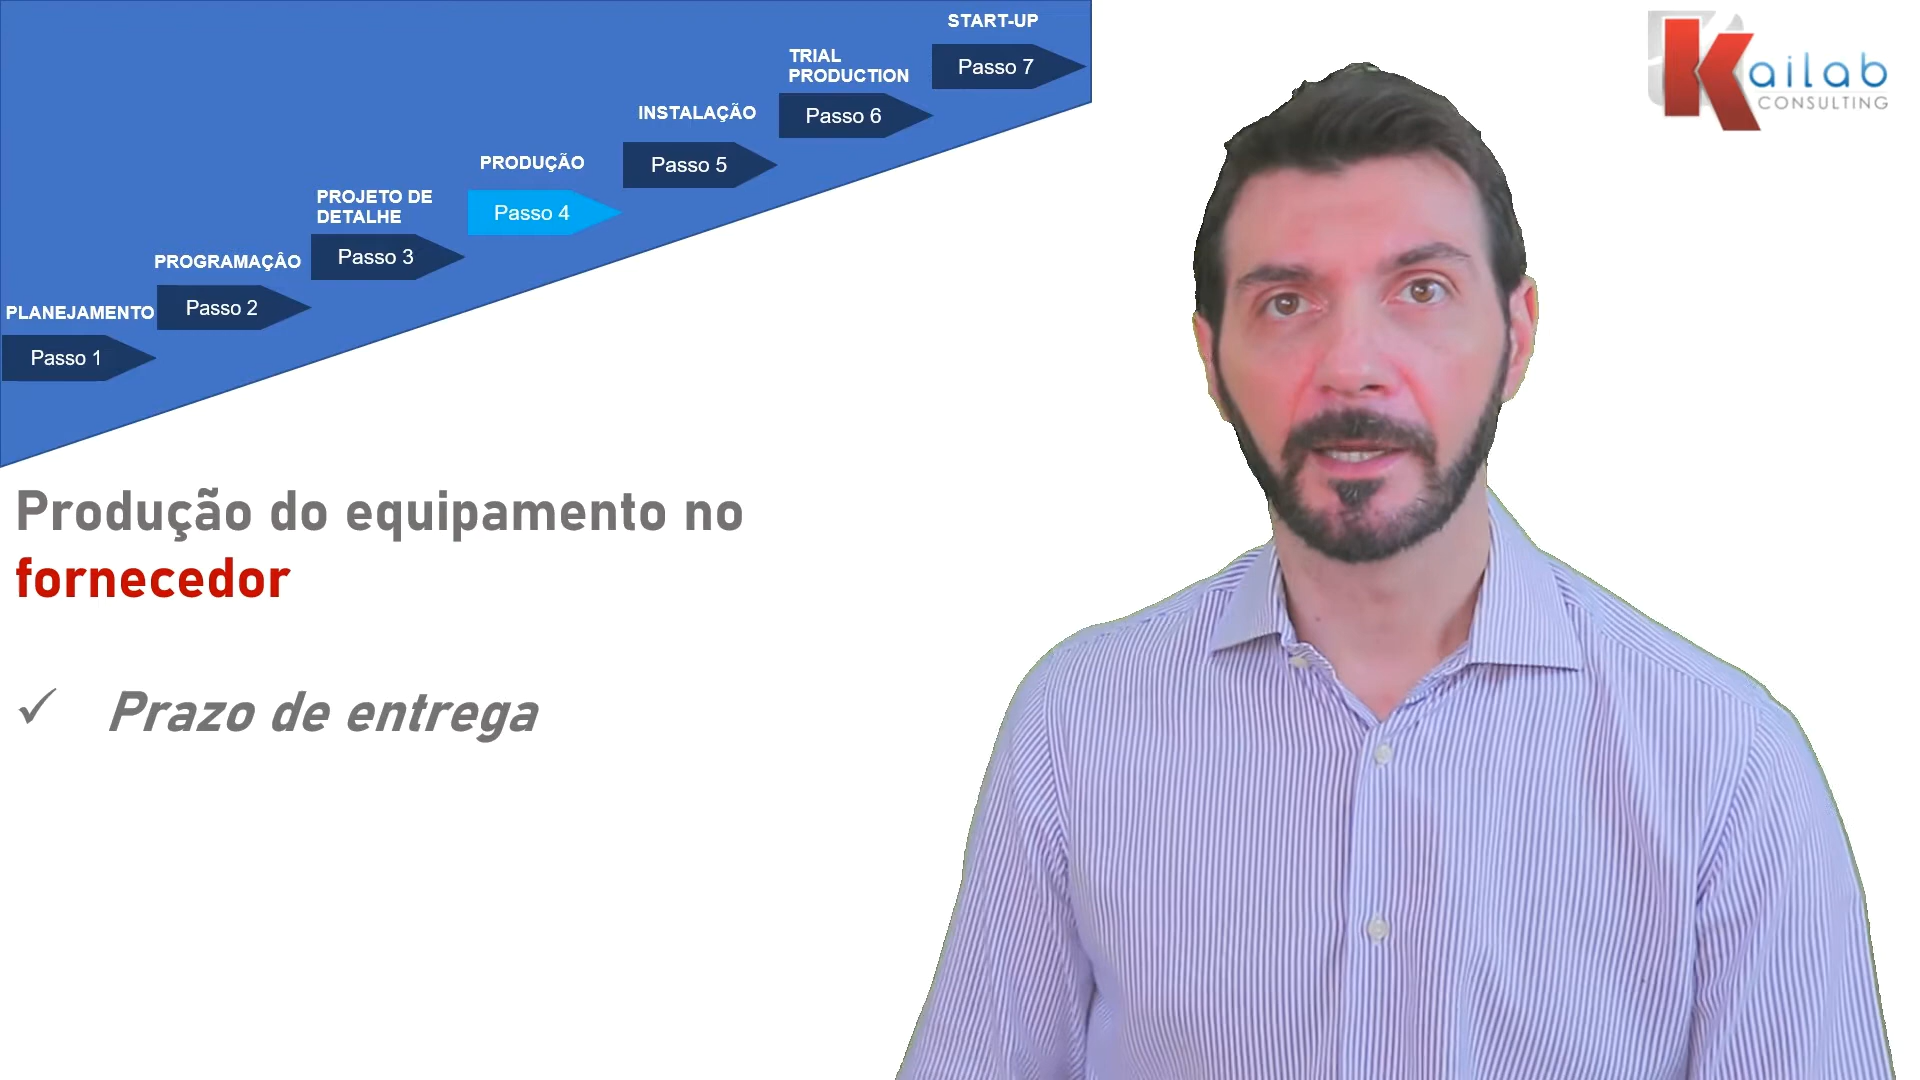 START-UP
Passo 7
TRIAL
PRODUCTION
Passo 6
INSTALAÇÃO
Passo 5
PRODUÇÃO
Passo 4
PROJETO DE
DETALHE
Passo 3
PROGRAMAÇÃO
Passo 2
PLANEJAMENTO
Passo 1
Kailab
CONSULTING
Produção do equipamento no
fornecedor
✓ Prazo de entrega